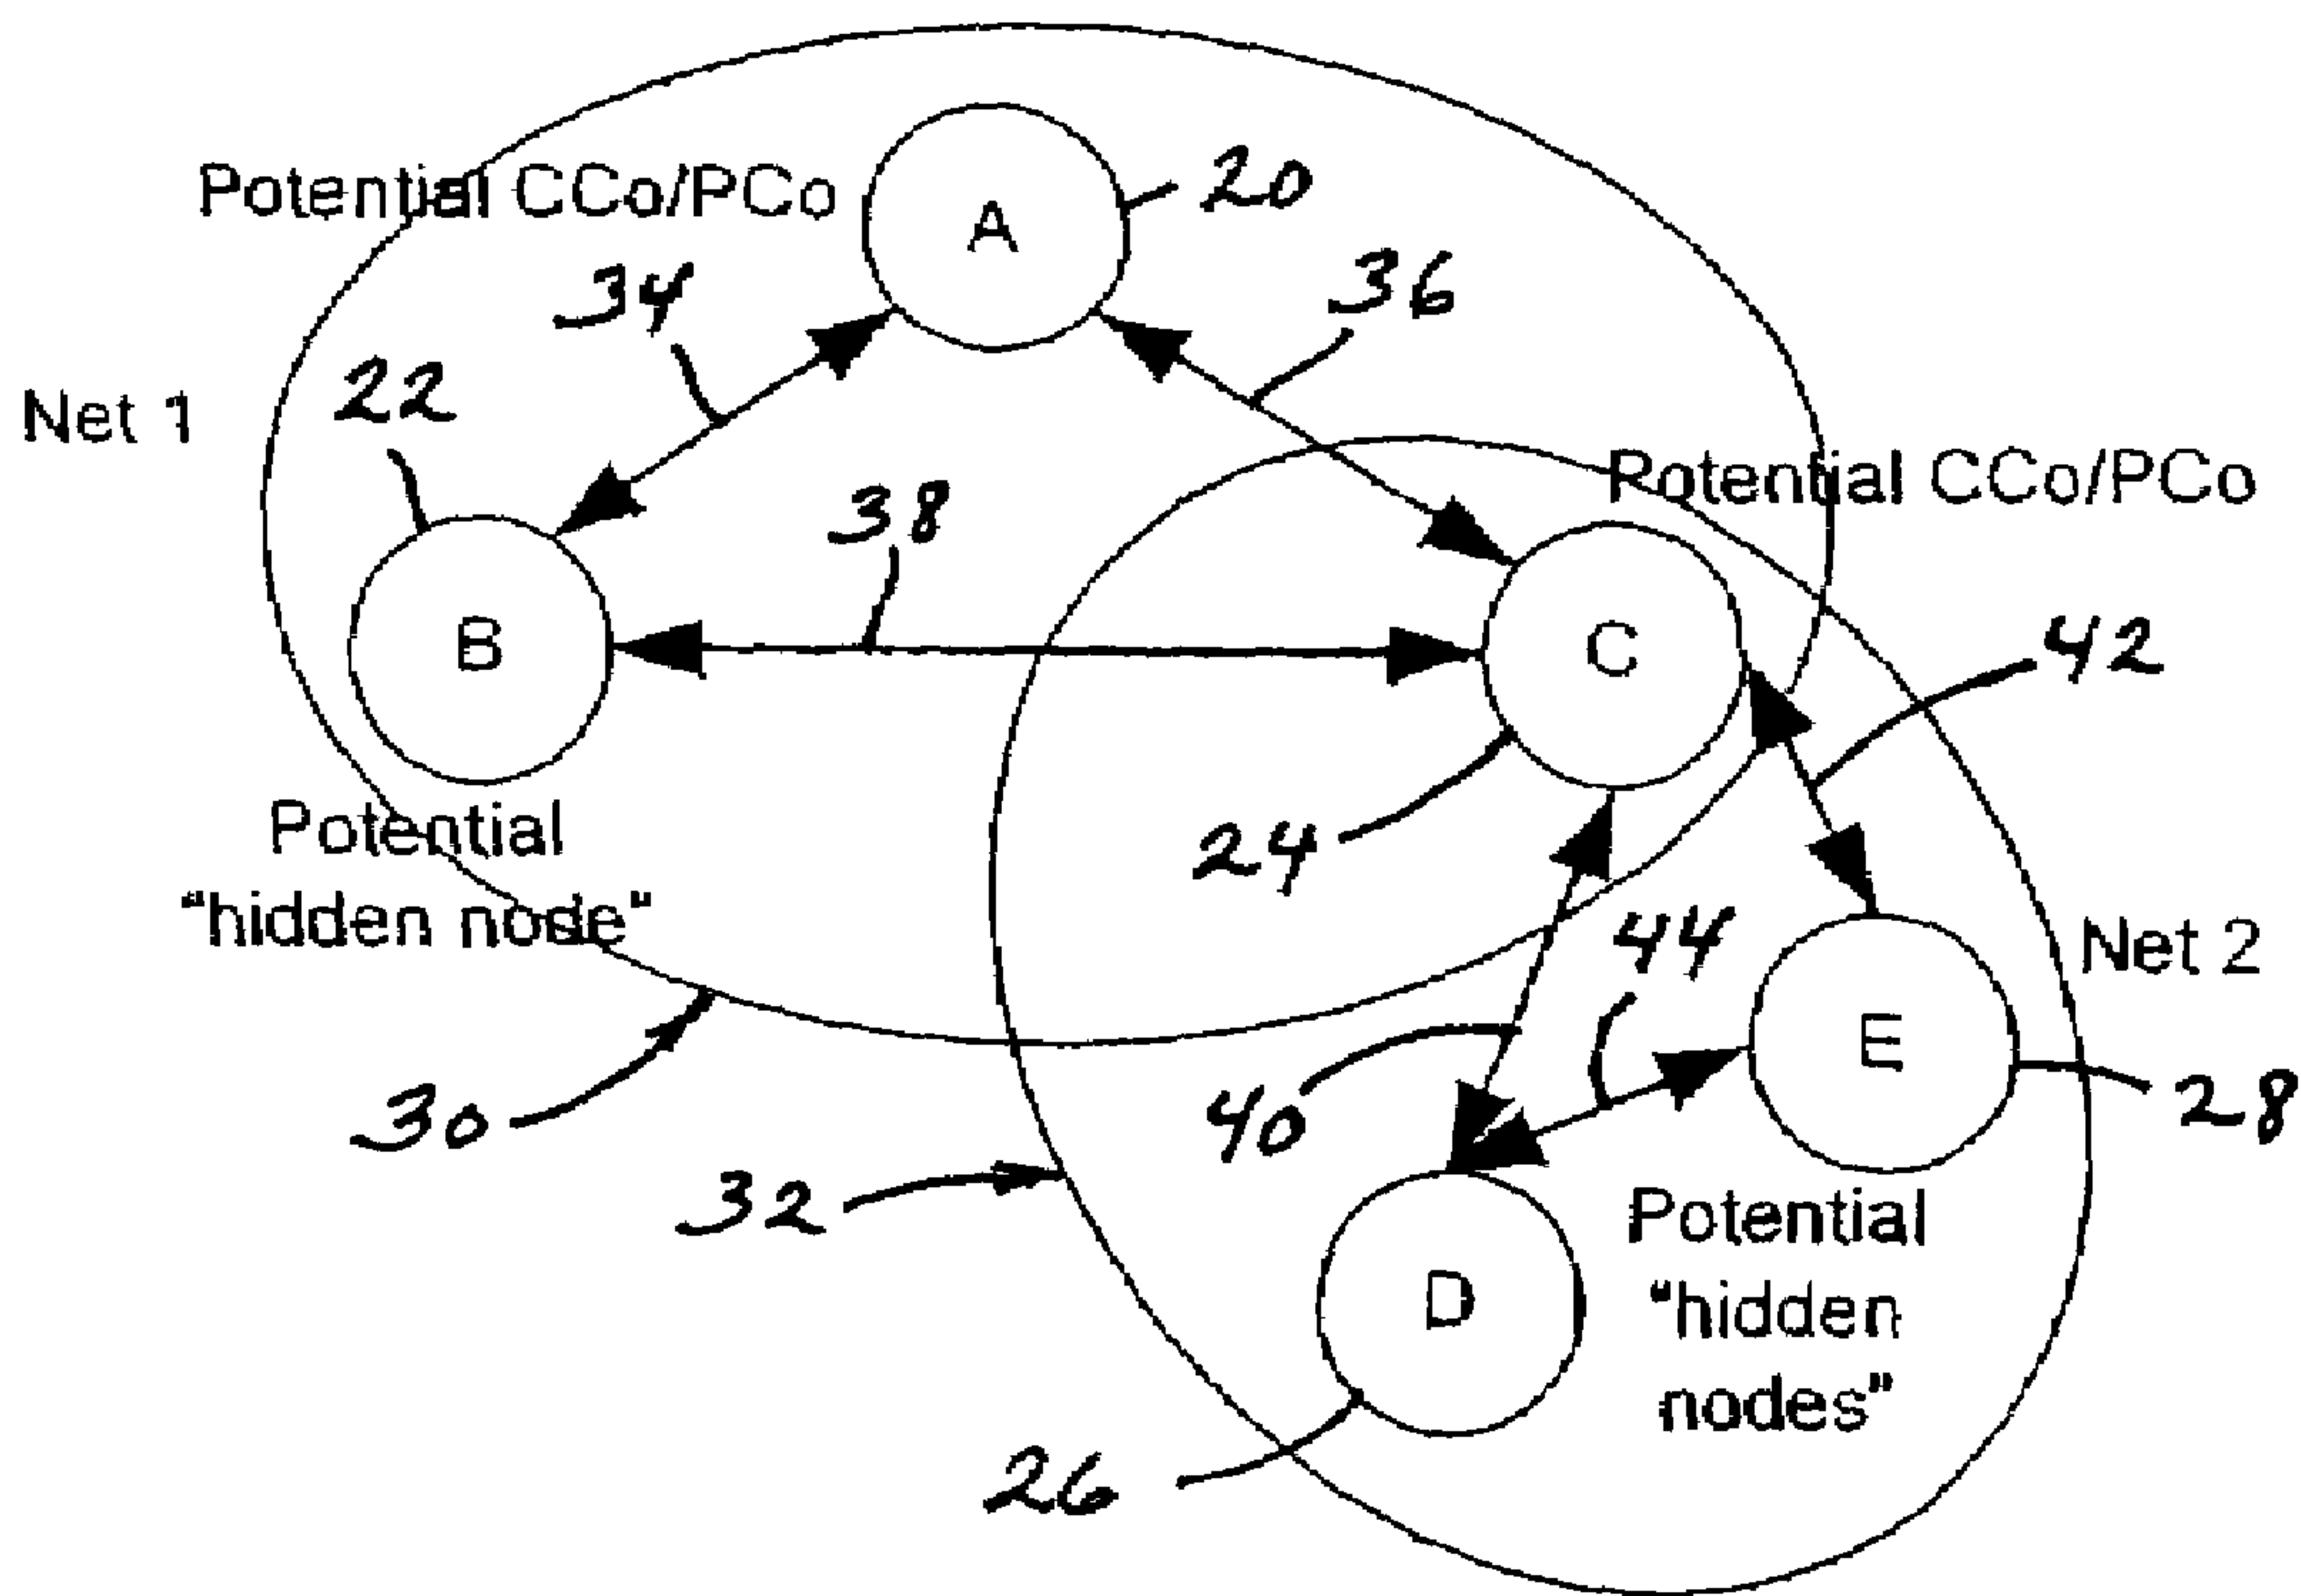 Potential CCo/PCo
A
20
34
36
Net 1
22
38
Potential CCo/PCo
B
C
42
Potential
"hidden node"
24
44
Net 2
E
30
40
28
32
Potential
"hidden
nodes"
D
26